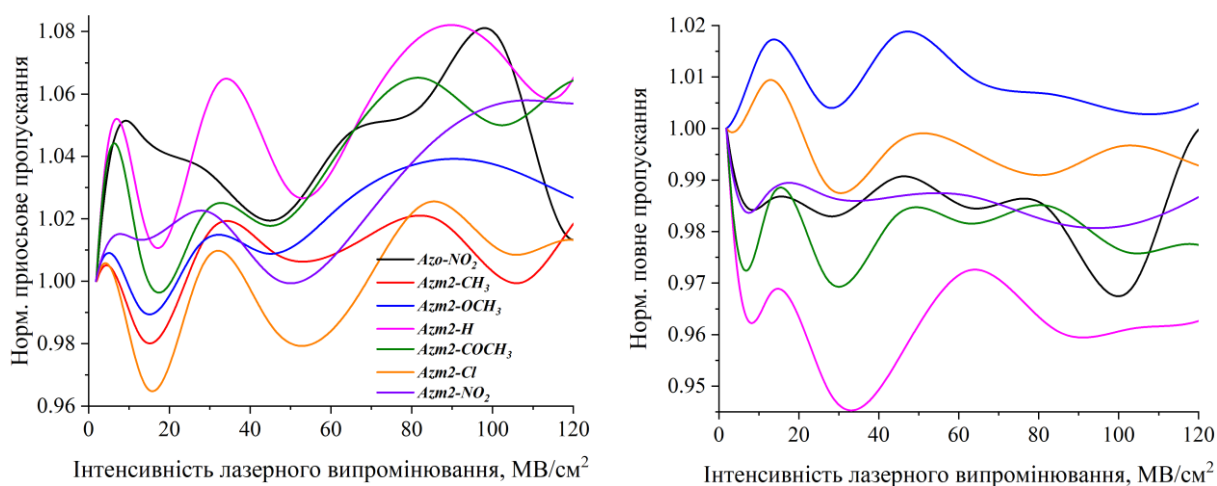 Норм. приосьове пропускання
1.08
1.06
1.04
1.02
1.00
0.98
0.96
Azo-NO2
Azm2-CH3
Azm2-OCH3
Azm2-H
Azm2-COCH3
Azm2-Cl
Azm2-NO2
0 20 40 60 80 100 120
Інтенсивність лазерного випромінювання, МВ/см2
Норм. повне пропускання
1.02
1.01
1.00
0.99
0.98
0.97
0.96
0.95
0 20 40 60 80 100 120
Інтенсивність лазерного випромінювання, МВ/см2